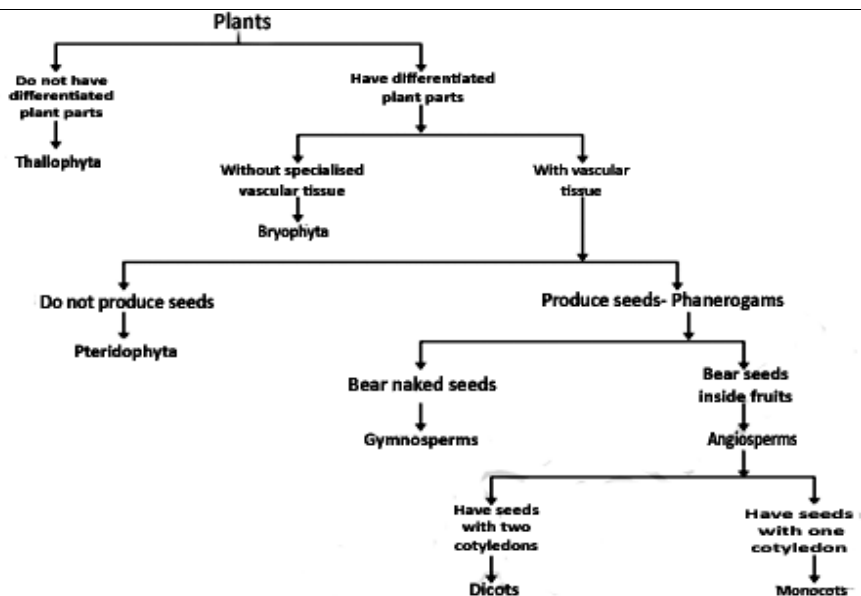 Plants
Do not have
differentiated
plant parts
Have differentiated
plant parts
Thallophyta
Without specialised
vascular tissue
With vascular
tissue
Bryophyta
Do not produce seeds
Produce seeds- Phanerogams
Pteridophyta
Bear naked seeds
Bear seeds
inside fruits
Gymnosperms
Angiosperms
Have seeds
with two
cotyledons
Have seeds
with one
cotyledon
Dicots
Monocots